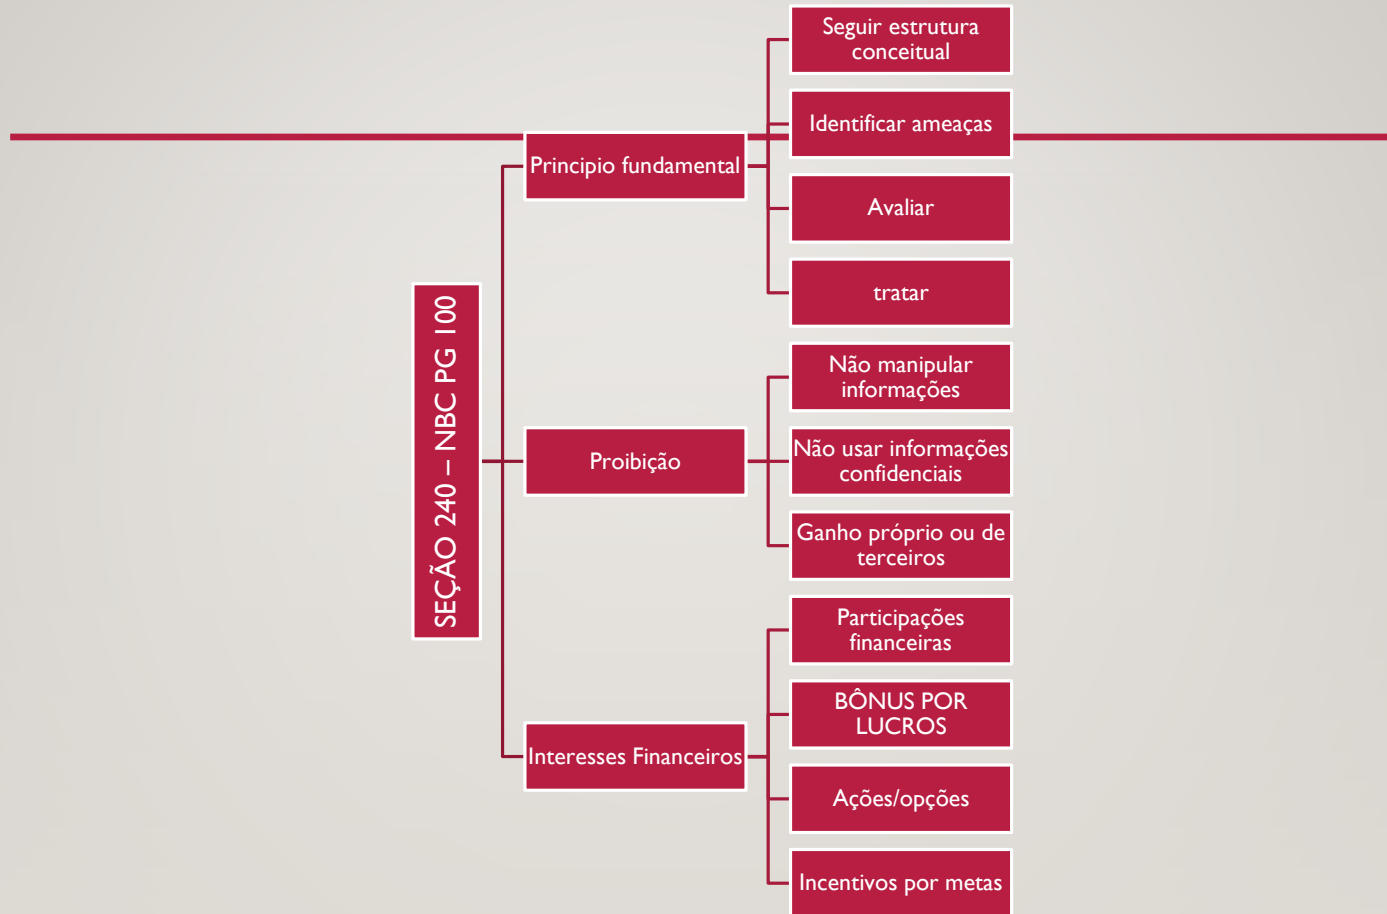 SEÇÃO 240 – NBC PG 100
Principio fundamental
Seguir estrutura
conceitual
Identificar ameaças
Avaliar
tratar
Proibição
Não manipular
informações
Não usar informações
confidenciais
Ganho próprio ou de
terceiros
Interesses Financeiros
Participações
financeiras
BÔNUS POR
LUCROS
Ações/opções
Incentivos por metas